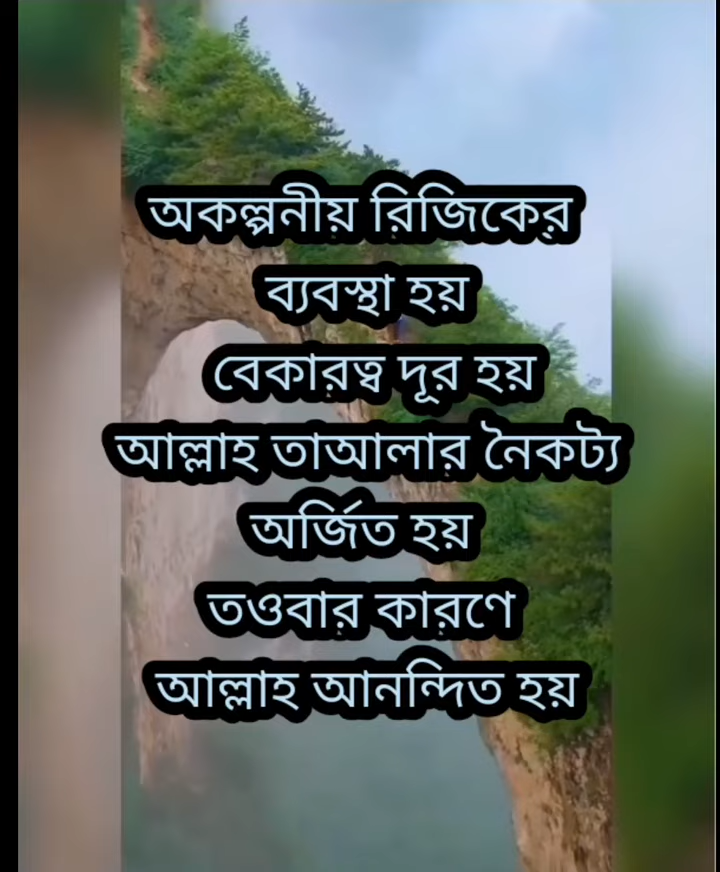 অকল্পনীয় রিজিকের
ব্যবস্থা হয়
বেকারত্ব দূর হয়
আল্লাহ তাআলার নৈকট্য
অর্জিত হয়
তওবার কারণে
আল্লাহ আনন্দিত হয়